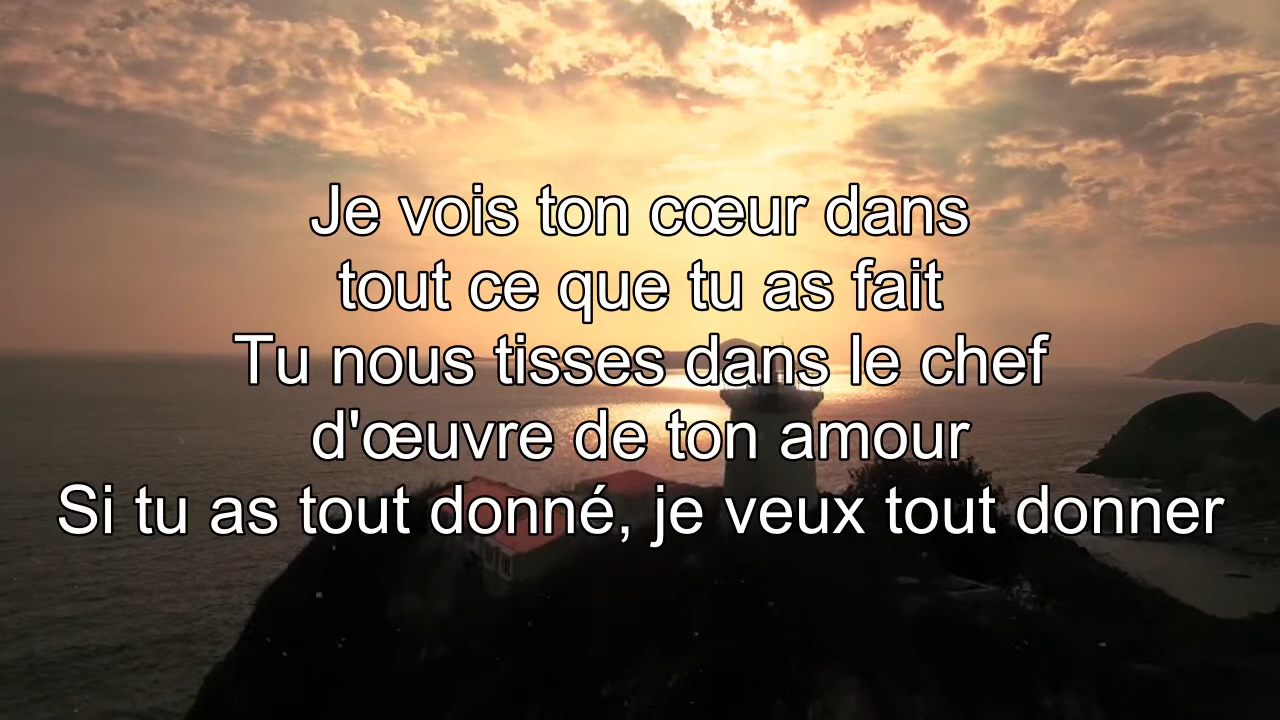 Je vois ton cœur dans
tout ce que tu as fait
Tu nous tisses dans le chef
d'œuvre de ton amour
Si tu as tout donné, je veux tout donner